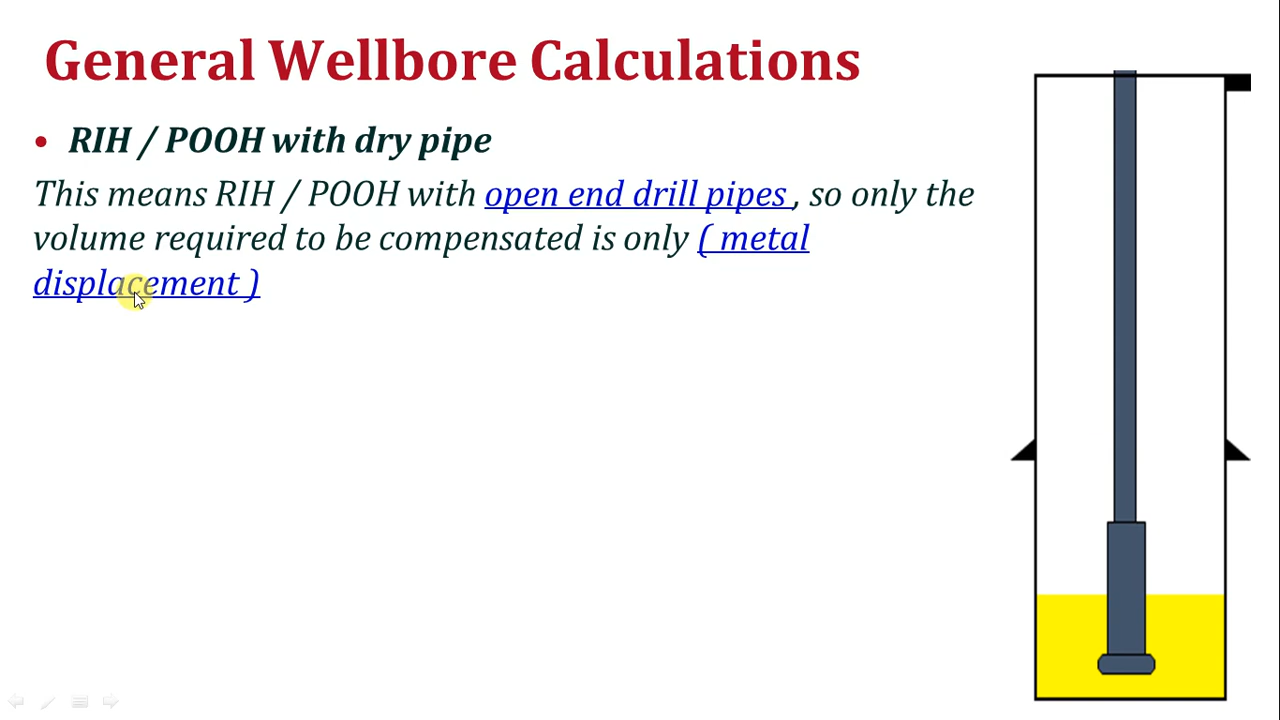 General Wellbore Calculations
• RIH / POOH with dry pipe
This means RIH / POOH with open end drill pipes , so only the
volume required to be compensated is only ( metal
displacement )